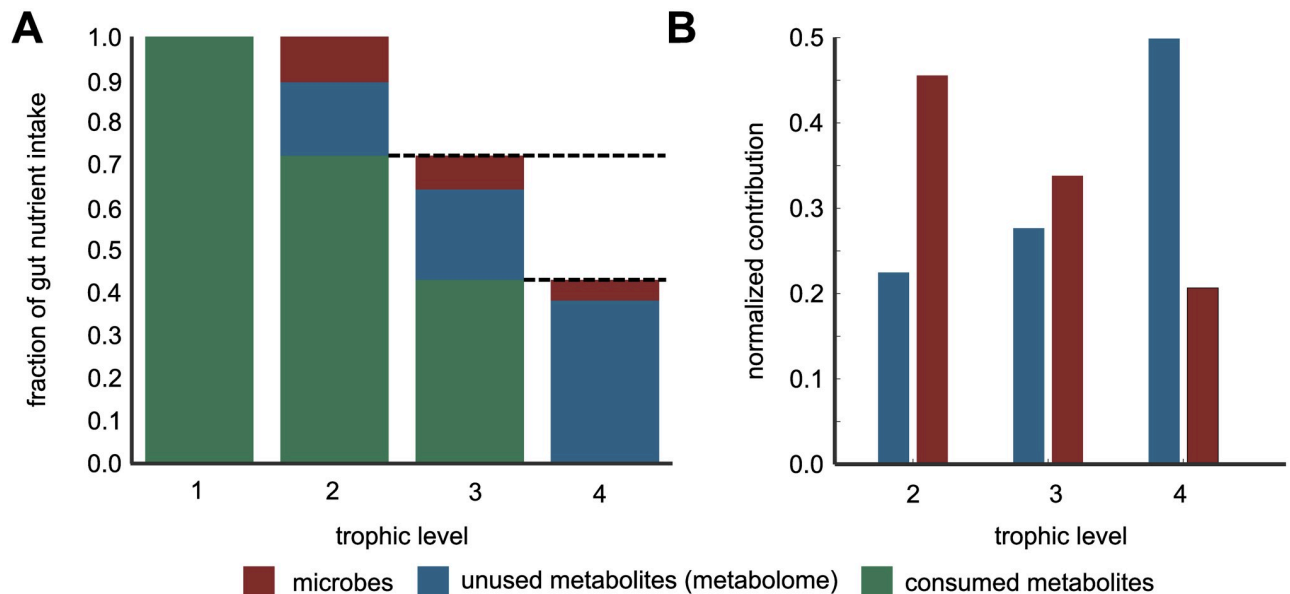 A
fraction of gut nutrient intake
1.0
0.9
0.8
0.7
0.6
0.5
0.4
0.3
0.2
0.1
0.0
1 2 3 4
trophic level
B
normalized contribution
0.5
0.4
0.3
0.2
0.1
0.0
2 3 4
trophic level
microbes unused metabolites (metabolome) consumed metabolites